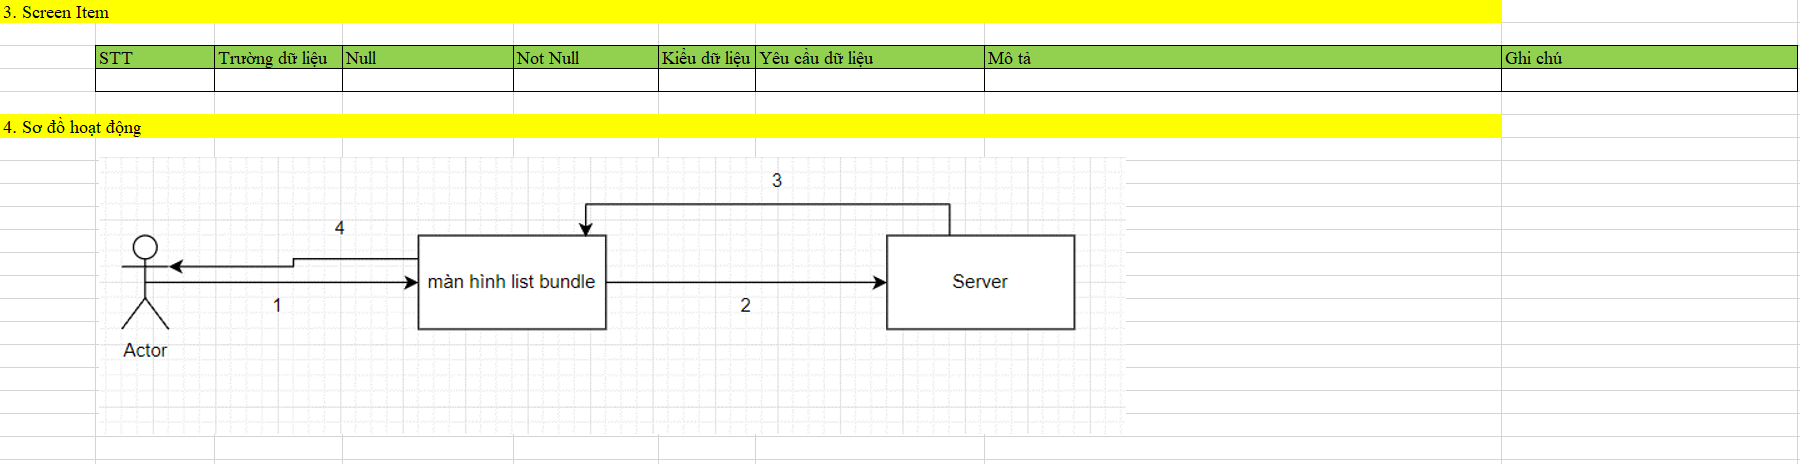 3. Screen Item
STT Trường dữ liệu Null Not Null Kiểu dữ liệu Yêu cầu dữ liệu Mô tả Ghi chú
4. Sơ đồ hoạt động
3
4
màn hình list bundle
Server
1
2
Actor